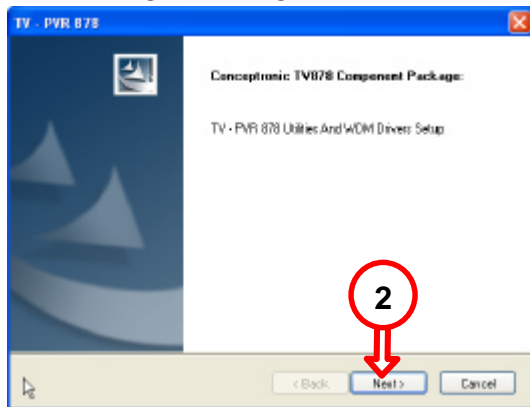 TV - PVR 878
Conceptronic TV878 Component Package:
TV - PVR 878 Utilities And WDM Drivers Setup
2
< Back
Next >
Cancel